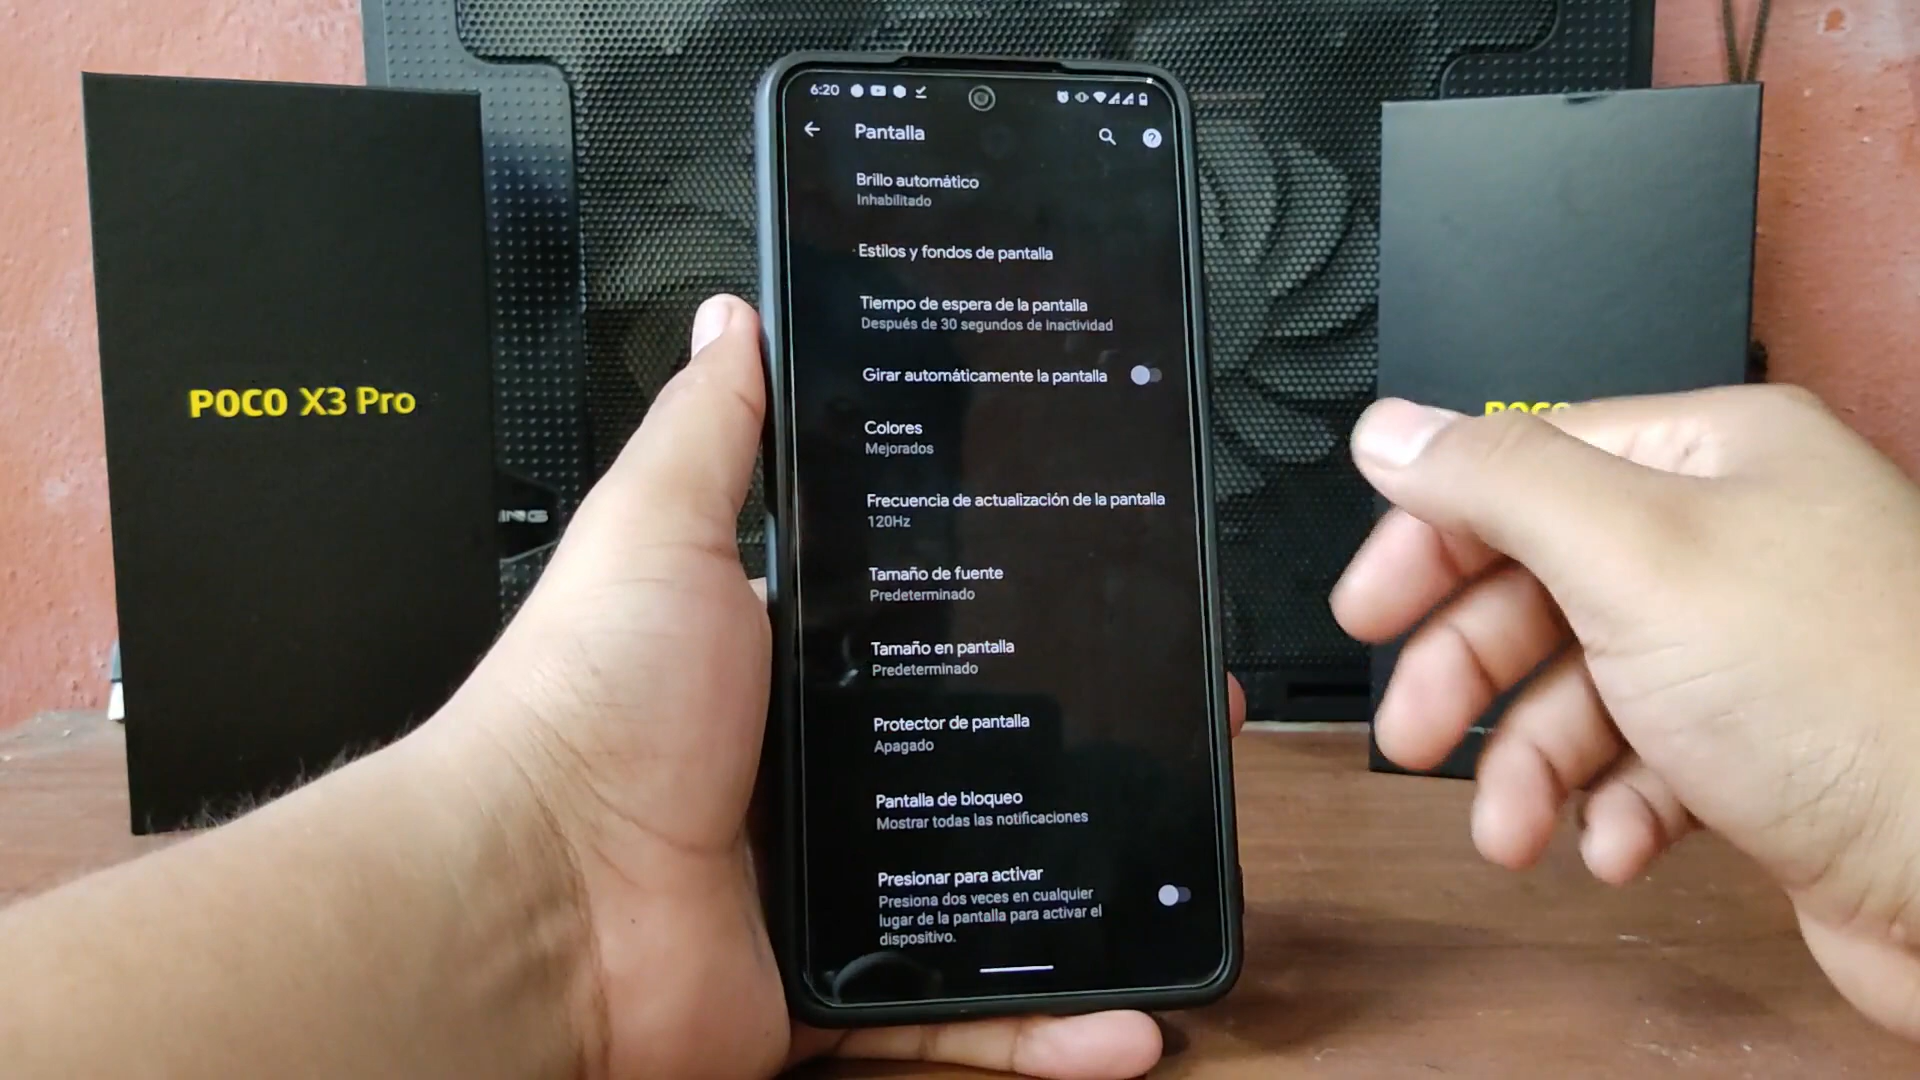 POCO X3 Pro
6:20
Pantalla
Brillo automático
Inhabilitado
Estilos y fondos de pantalla
Tiempo de espera de la pantalla
Después de 30 segundos de inactividad
Girar automáticamente la pantalla
Colores
Mejorados
Frecuencia de actualización de la pantalla
120Hz
Tamaño de fuente
Predeterminado
Tamaño en pantalla
Predeterminado
Protector de pantalla
Apagado
Pantalla de bloqueo
Mostrar todas las notificaciones
Presionar para activar
Presiona dos veces en cualquier
lugar de la pantalla para activar el
dispositivo.
POCO